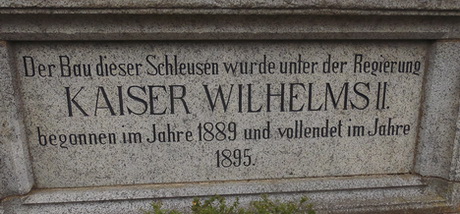 Der Bau dieser Schleusen wurde unter der Regierung
KAISER WILHELMS II.
begonnen im Jahre 1889 und vollendet im Jahre
1895.